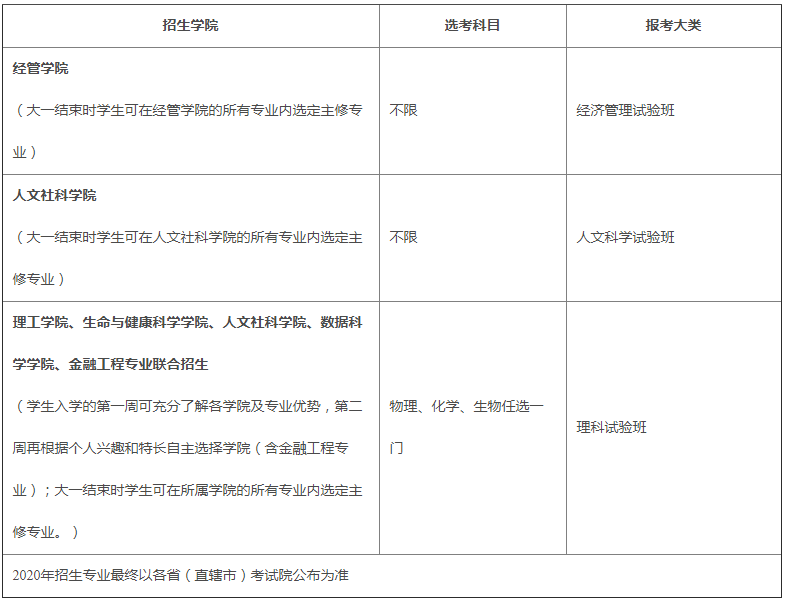 招生学院 选考科目 报考大类
经管学院
（大一结束时学生可在经管学院的所有专业内选定主修专
业）
不限
经济管理试验班
人文社科学院
（大一结束时学生可在人文社科学院的所有专业内选定主
修专业）
不限
人文科学试验班
理工学院、生命与健康科学学院、人文社科学院、数据科
学学院、金融工程专业联合招生
（学生入学的第一周可充分了解各学院及专业优势，第二
周再根据个人兴趣和特长自主选择学院（含金融工程专
业）；大一结束时学生可在所属学院的所有专业内选定主
修专业。）
物理、化学、生物任选一
门
理科试验班
2020年招生专业最终以各省（直辖市）考试院公布为准